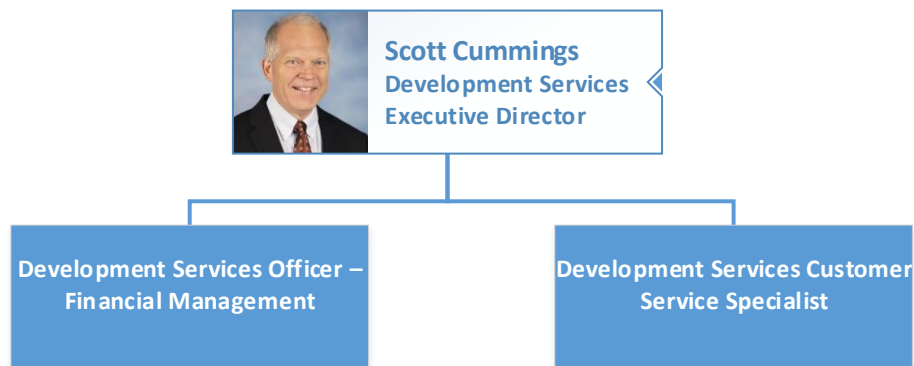 Scott Cummings
Development Services
Executive Director
Development Services Officer –
Financial Management
Development Services Customer
Service Specialist